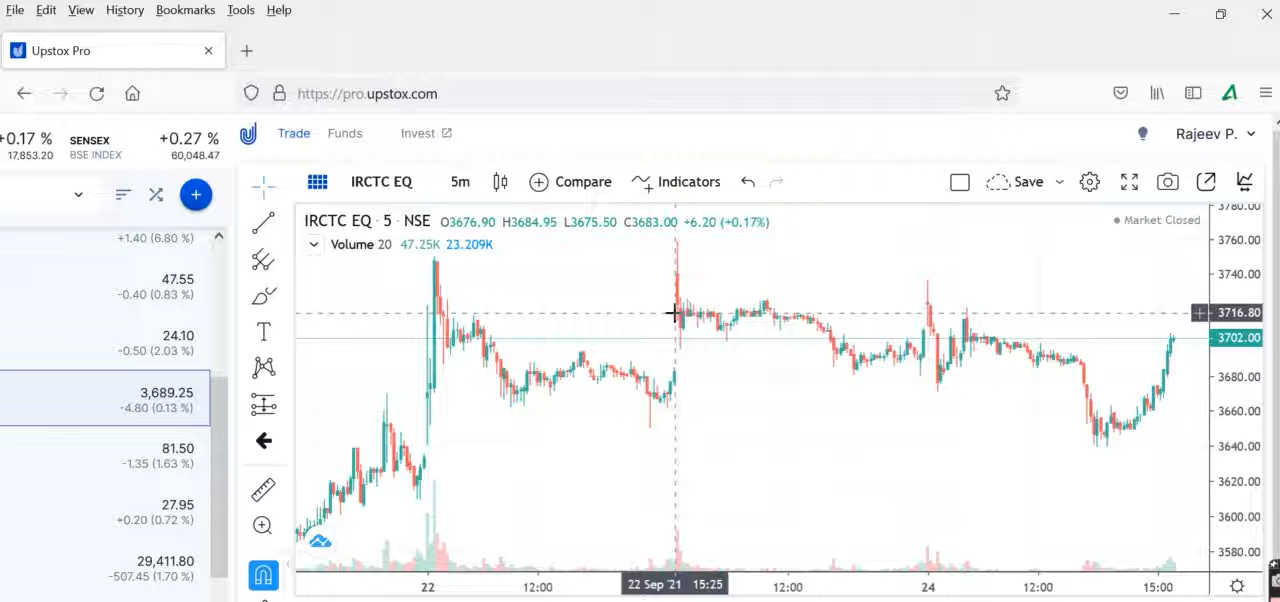 File Edit View History Bookmarks Tools Help
Upstox Pro
https://pro.upstox.com
+0.17 % SENSEX +0.27 %
17,853.20 BSE INDEX 60,048.47
Trade Funds Invest Rajeev P.
IRCTC EQ 5m Compare Indicators Save
IRCTC EQ · 5 · NSE O3676.90 H3684.95 L3675.50 C3683.00 +6.20 (+0.17%)
Market Closed
Volume 20 47.25K 23.209K
+1.40 (6.80 %)
47.55
-0.40 (0.83 %)
24.10
-0.50 (2.03 %)
3,689.25
-4.80 (0.13 %)
81.50
-1.35 (1.63 %)
27.95
+0.20 (0.72 %)
29,411.80
-507.45 (1.70 %)
3780.00
3760.00
3740.00
3716.80
3702.00
3680.00
3660.00
3640.00
3620.00
3600.00
3580.00
22 12:00 22 Sep '21 15:25 12:00 24 12:00 15:00